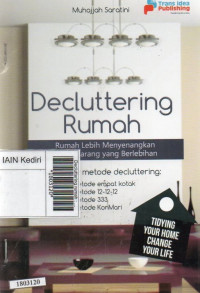 Trans Idea
Publishing
Muhajjah Saratini
Decluttering
Rumah
Rumah Lebih Menyenangkan
arang yang Berlebihan
metode decluttering:
tode empat kotak
tode 12-12-12
tode 333
tode KonMari
IAIN Kediri
TIDYING
YOUR HOME
CHANGE
YOUR LIFE
1803120